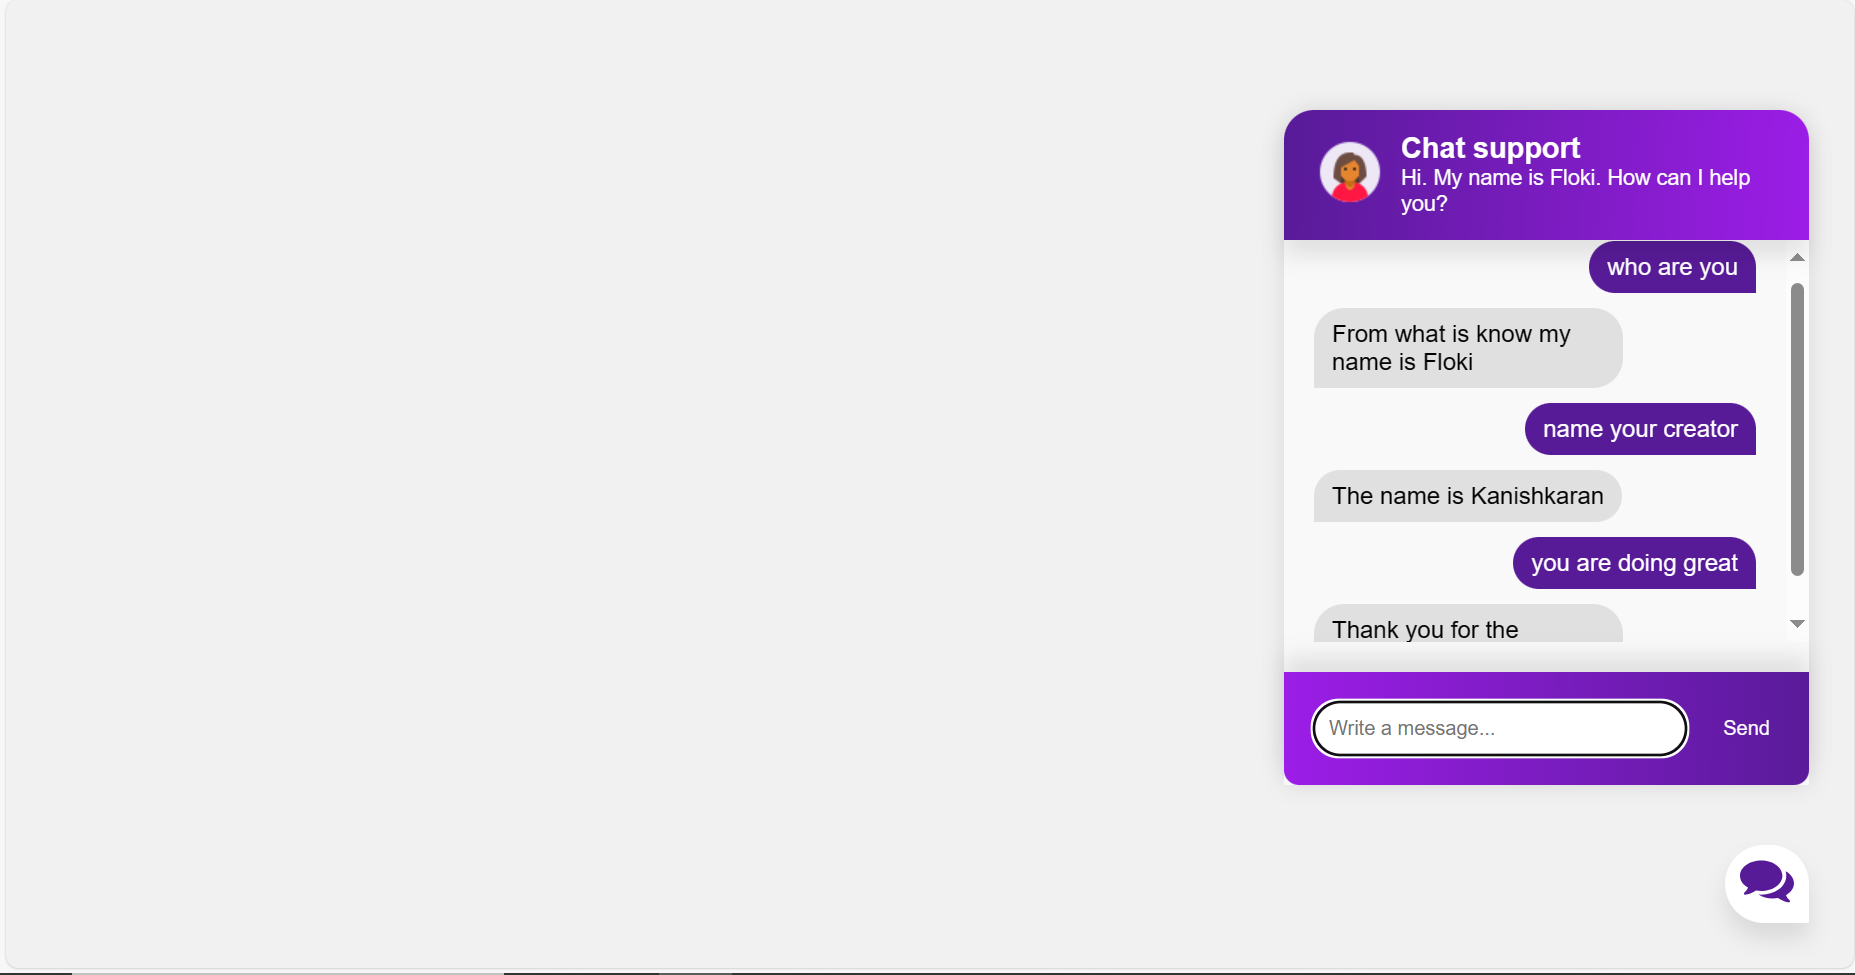 Chat support
Hi. My name is Floki. How can I help
you?
who are you
From what is know my
name is Floki
name your creator
The name is Kanishkaran
you are doing great
Thank you for the
Write a message...
Send